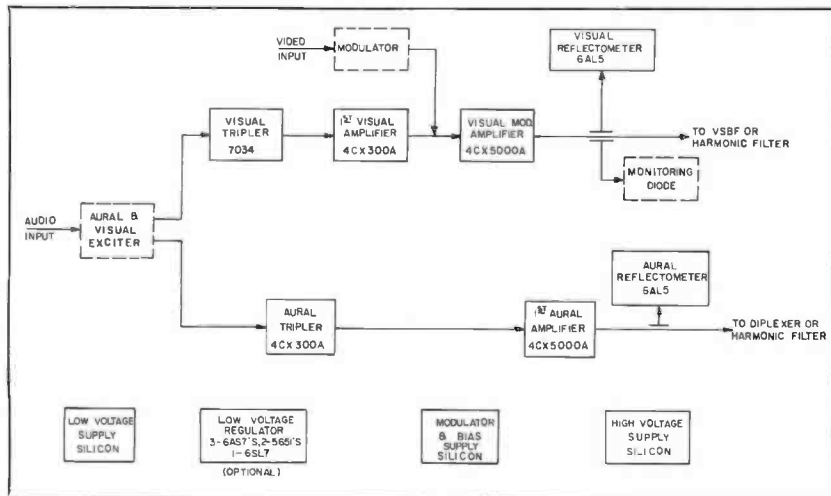 VISUAL
REFLECTOMETER
6AL5
VIDEO
INPUT
MODULATOR
VISUAL
TRIPLER
7034
1ST VISUAL
AMPLIFIER
4CX300A
VISUAL MOD.
AMPLIFIER
4CX5000A
TO VSBF OR
HARMONIC FILTER
MONITORING
DIODE
AUDIO
INPUT
AURAL &
VISUAL
EXCITER
AURAL
REFLECTOMETER
6AL5
AURAL
TRIPLER
4CX300A
1ST AURAL
AMPLIFIER
4CX5000A
TO DIPLEXER OR
HARMONIC FILTER
LOW VOLTAGE
SUPPLY
SILICON
LOW VOLTAGE
REGULATOR
3-6AS7'S,2-5651'S
1-6SL7
(OPTIONAL)
MODULATOR
& BIAS
SUPPLY
SILICON
HIGH VOLTAGE
SUPPLY
SILICON